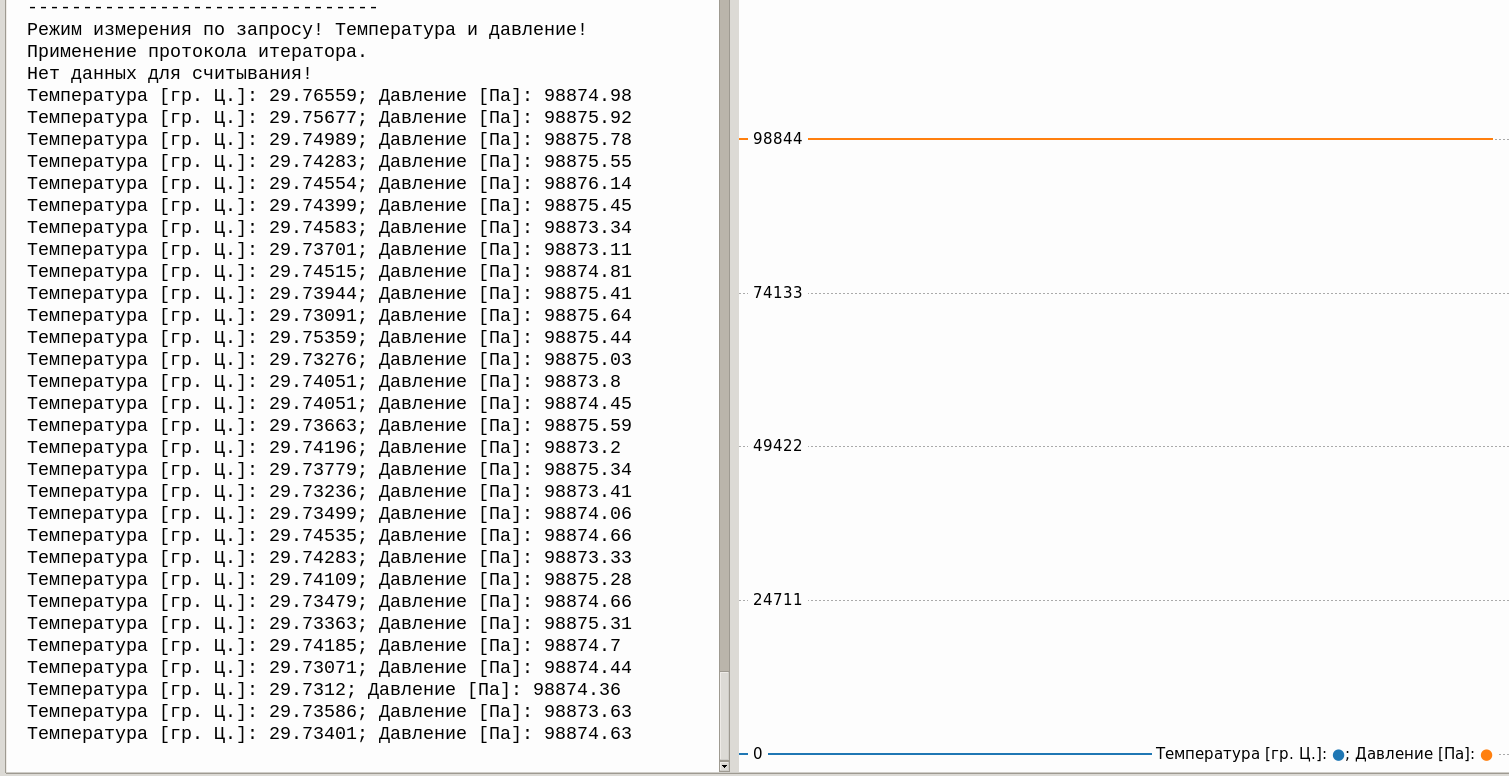 --------------------------------
Режим измерения по запросу! Температура и давление!
Применение протокола итератора.
Нет данных для считывания!
Температура [гр. Ц.]: 29.76559; Давление [Па]: 98874.98
Температура [гр. Ц.]: 29.75677; Давление [Па]: 98875.92
Температура [гр. Ц.]: 29.74989; Давление [Па]: 98875.78
Температура [гр. Ц.]: 29.74283; Давление [Па]: 98875.55
Температура [гр. Ц.]: 29.74554; Давление [Па]: 98876.14
Температура [гр. Ц.]: 29.74399; Давление [Па]: 98875.45
Температура [гр. Ц.]: 29.74583; Давление [Па]: 98873.34
Температура [гр. Ц.]: 29.73701; Давление [Па]: 98873.11
Температура [гр. Ц.]: 29.74515; Давление [Па]: 98874.81
Температура [гр. Ц.]: 29.73944; Давление [Па]: 98875.41
Температура [гр. Ц.]: 29.73091; Давление [Па]: 98875.64
Температура [гр. Ц.]: 29.75359; Давление [Па]: 98875.44
Температура [гр. Ц.]: 29.73276; Давление [Па]: 98875.03
Температура [гр. Ц.]: 29.74051; Давление [Па]: 98873.8
Температура [гр. Ц.]: 29.74051; Давление [Па]: 98874.45
Температура [гр. Ц.]: 29.73663; Давление [Па]: 98875.59
Температура [гр. Ц.]: 29.74196; Давление [Па]: 98873.2
Температура [гр. Ц.]: 29.73779; Давление [Па]: 98875.34
Температура [гр. Ц.]: 29.73236; Давление [Па]: 98873.41
Температура [гр. Ц.]: 29.73499; Давление [Па]: 98874.06
Температура [гр. Ц.]: 29.74535; Давление [Па]: 98874.66
Температура [гр. Ц.]: 29.74283; Давление [Па]: 98873.33
Температура [гр. Ц.]: 29.74109; Давление [Па]: 98875.28
Температура [гр. Ц.]: 29.73479; Давление [Па]: 98874.66
Температура [гр. Ц.]: 29.73363; Давление [Па]: 98875.31
Температура [гр. Ц.]: 29.74185; Давление [Па]: 98874.7
Температура [гр. Ц.]: 29.73071; Давление [Па]: 98874.44
Температура [гр. Ц.]: 29.7312; Давление [Па]: 98874.36
Температура [гр. Ц.]: 29.73586; Давление [Па]: 98873.63
Температура [гр. Ц.]: 29.73401; Давление [Па]: 98874.63
98844
74133
49422
24711
0
Температура [гр. Ц.]: ; Давление [Па]: